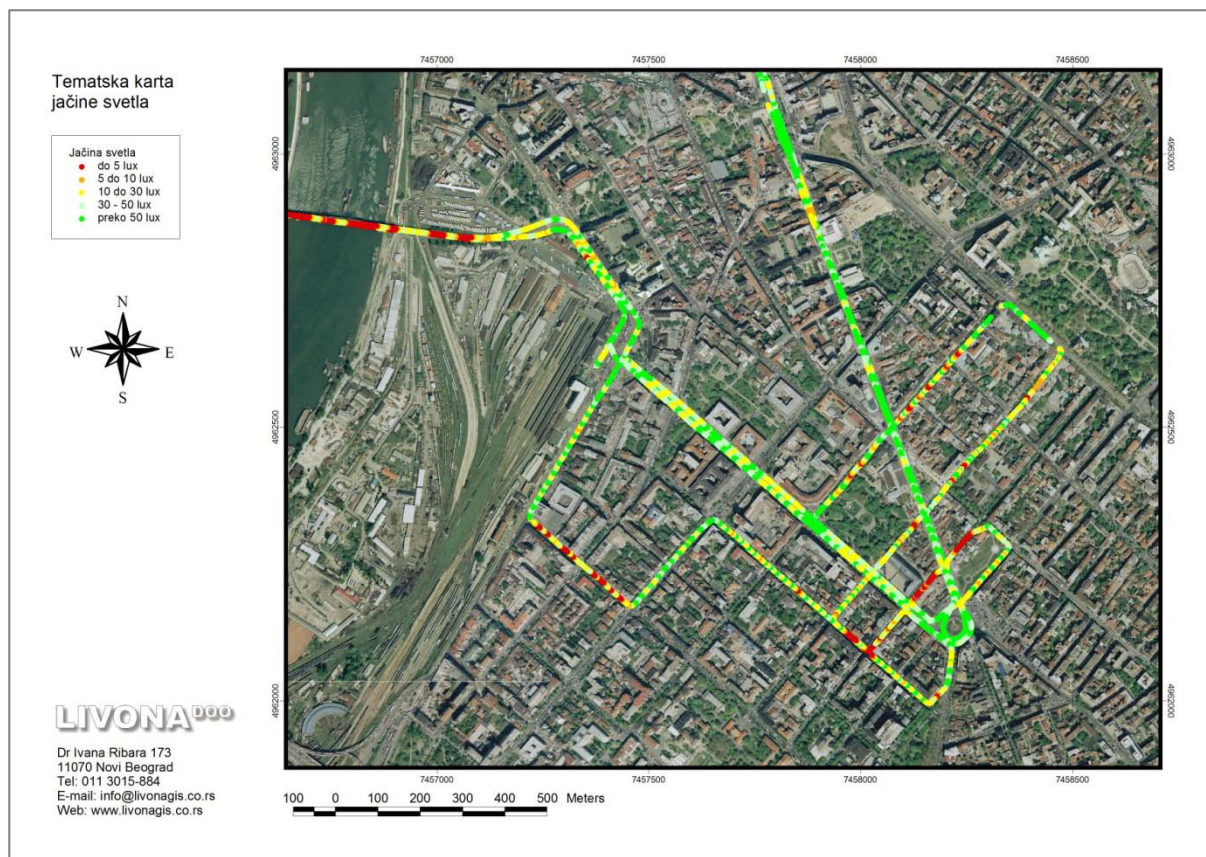 Tematska karta
jačine svetla
Jačina svetla
do 5 lux
5 do 10 lux
10 do 30 lux
30 - 50 lux
preko 50 lux
N
W E
S
LIVONA DOO
Dr Ivana Ribara 173
11070 Novi Beograd
Tel: 011 3015-884
E-mail: info@livonagis.co.rs
Web: www.livonagis.co.rs
7457000 7457500 7458000 7458500
4963000 4963000
4962500 4962500
4962000 4962000
7457000 7457500 7458000 7458500
100 0 100 200 300 400 500 Meters